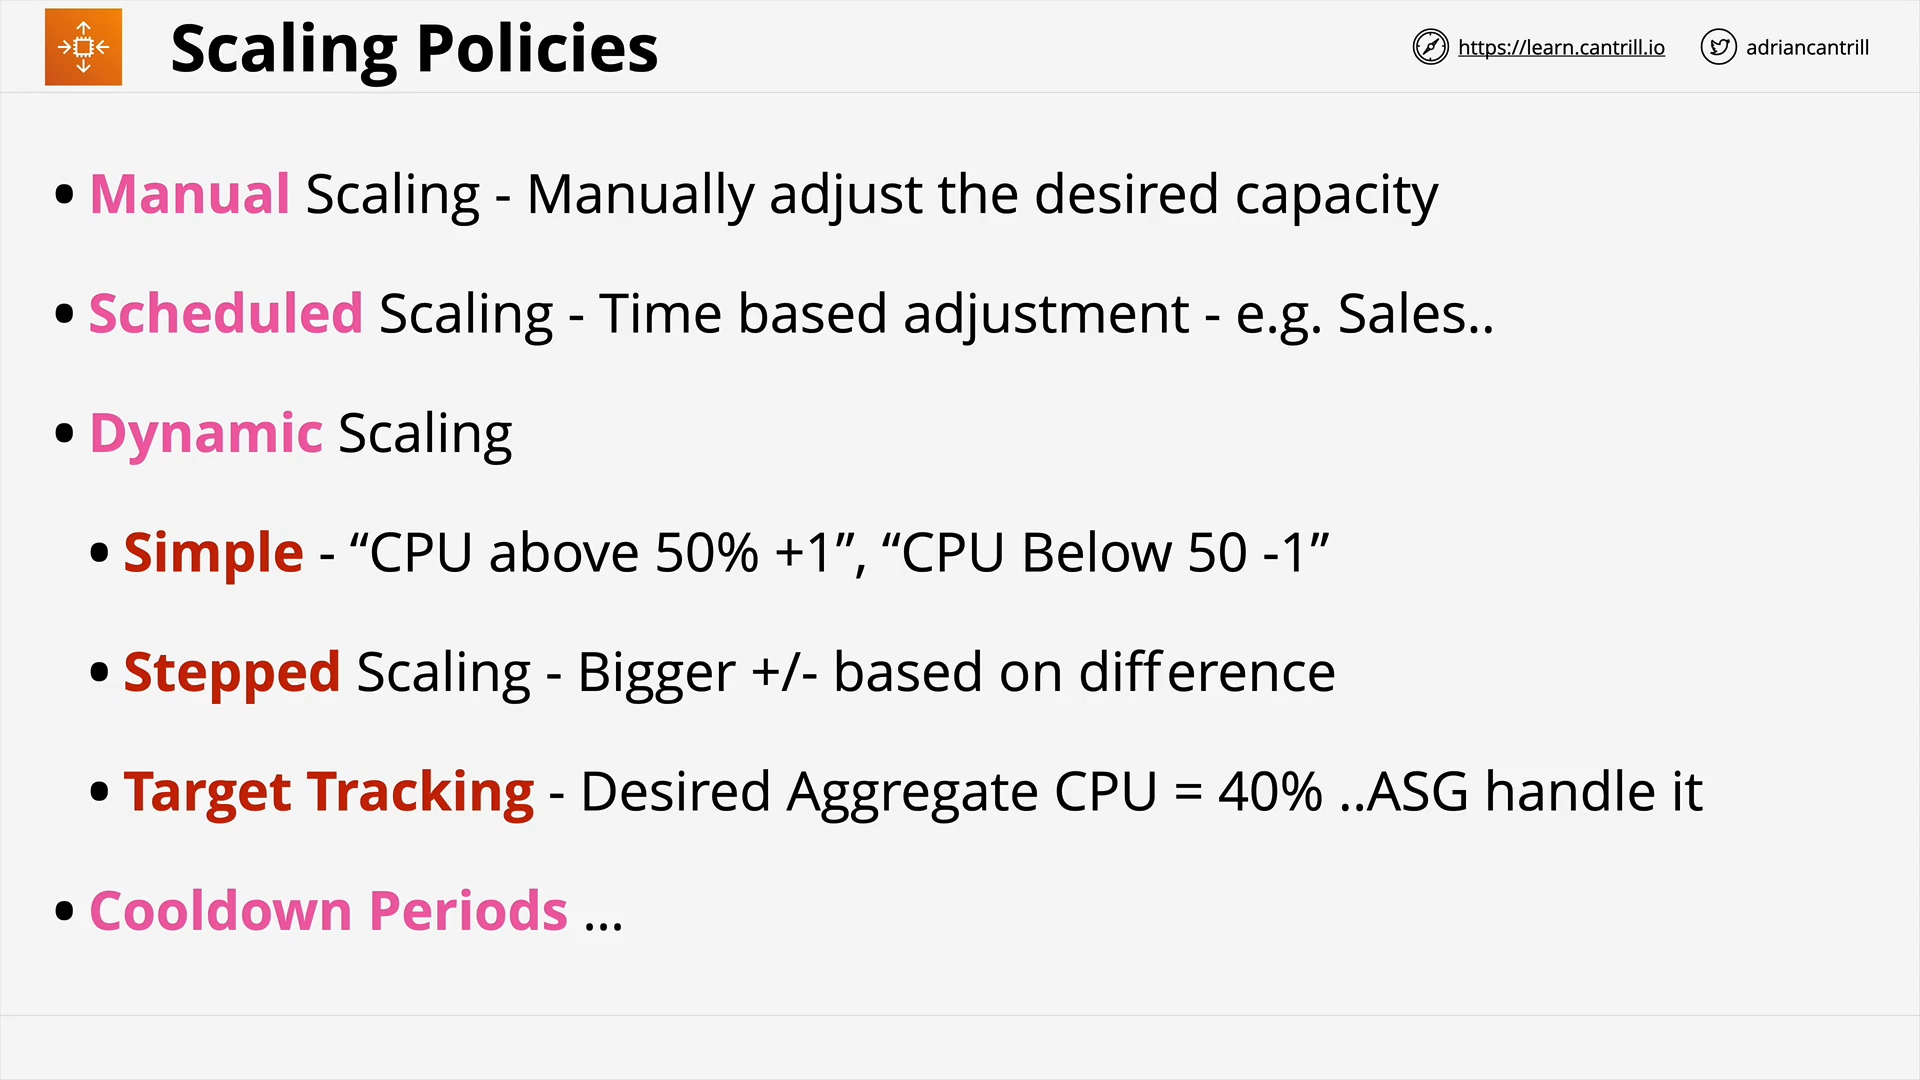 Scaling Policies
https://learn.cantrill.io
adriancantrill
• Manual Scaling - Manually adjust the desired capacity
• Scheduled Scaling - Time based adjustment - e.g. Sales..
• Dynamic Scaling
• Simple - “CPU above 50% +1”, “CPU Below 50 -1”
• Stepped Scaling - Bigger +/- based on difference
• Target Tracking - Desired Aggregate CPU = 40% ..ASG handle it
• Cooldown Periods ...